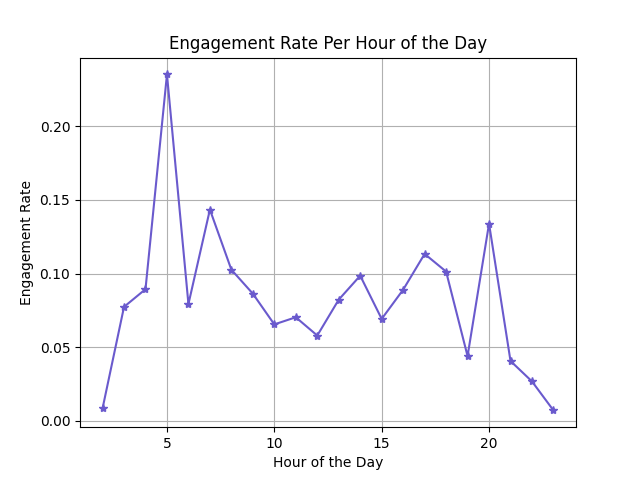 Engagement Rate Per Hour of the Day
0.20
0.15
0.10
0.05
0.00
Engagement Rate
5 10 15 20
Hour of the Day